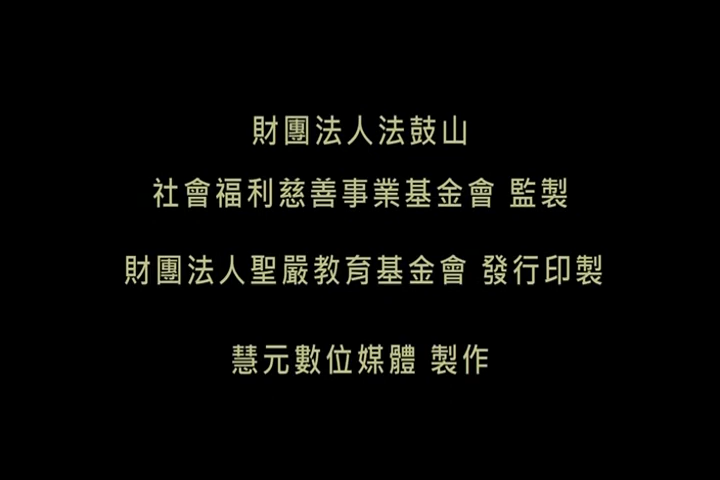 財團法人法鼓山
社會福利慈善事業基金會 監製
財團法人聖嚴教育基金會 發行印製
慧元數位媒體 製作